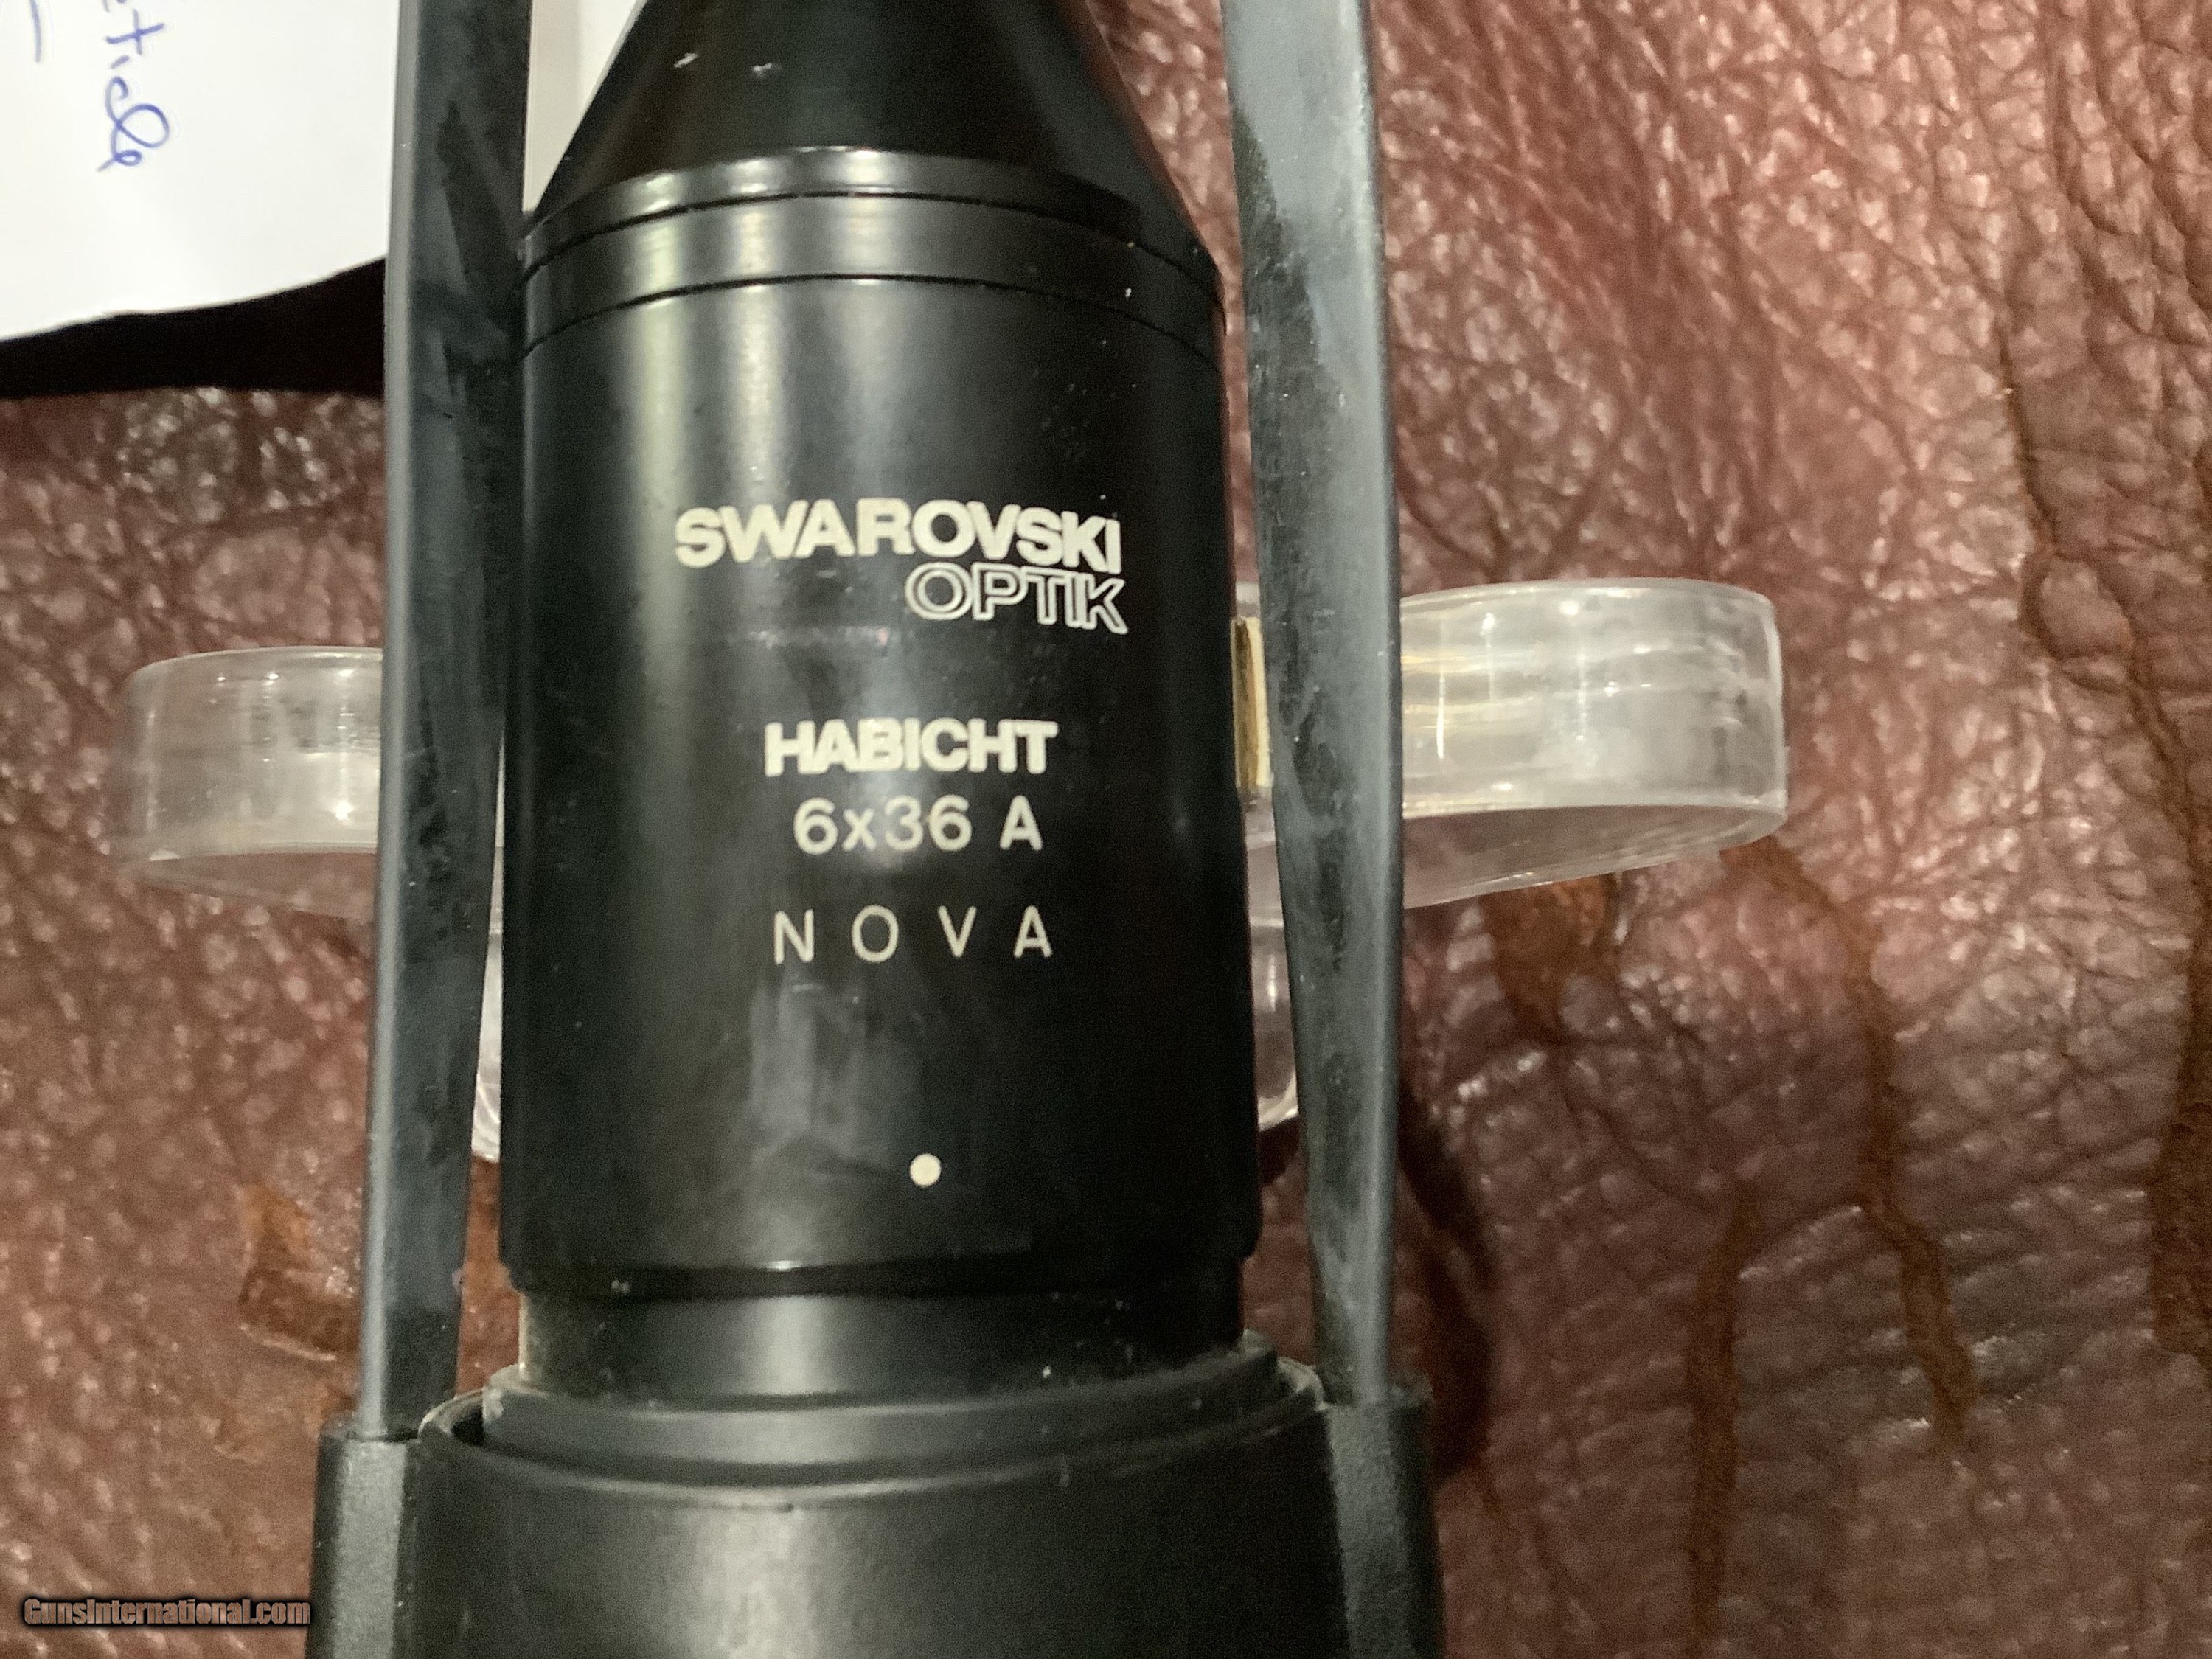 SWAROVSKI
OPTIK
HABICHT
6x36 A
NOVA
GunsInternational.com